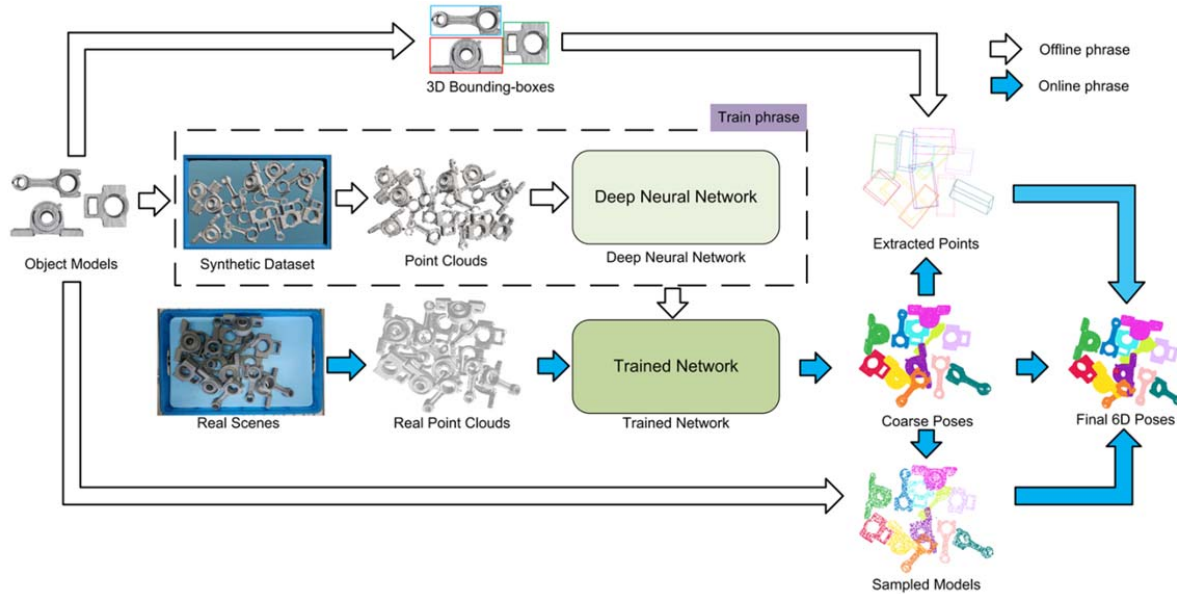 3D Bounding-boxes
Offline phrase
Online phrase
Train phrase
Object Models
Synthetic Dataset
Point Clouds
Deep Neural Network
Deep Neural Network
Extracted Points
Real Scenes
Real Point Clouds
Trained Network
Trained Network
Coarse Poses
Final 6D Poses
Sampled Models